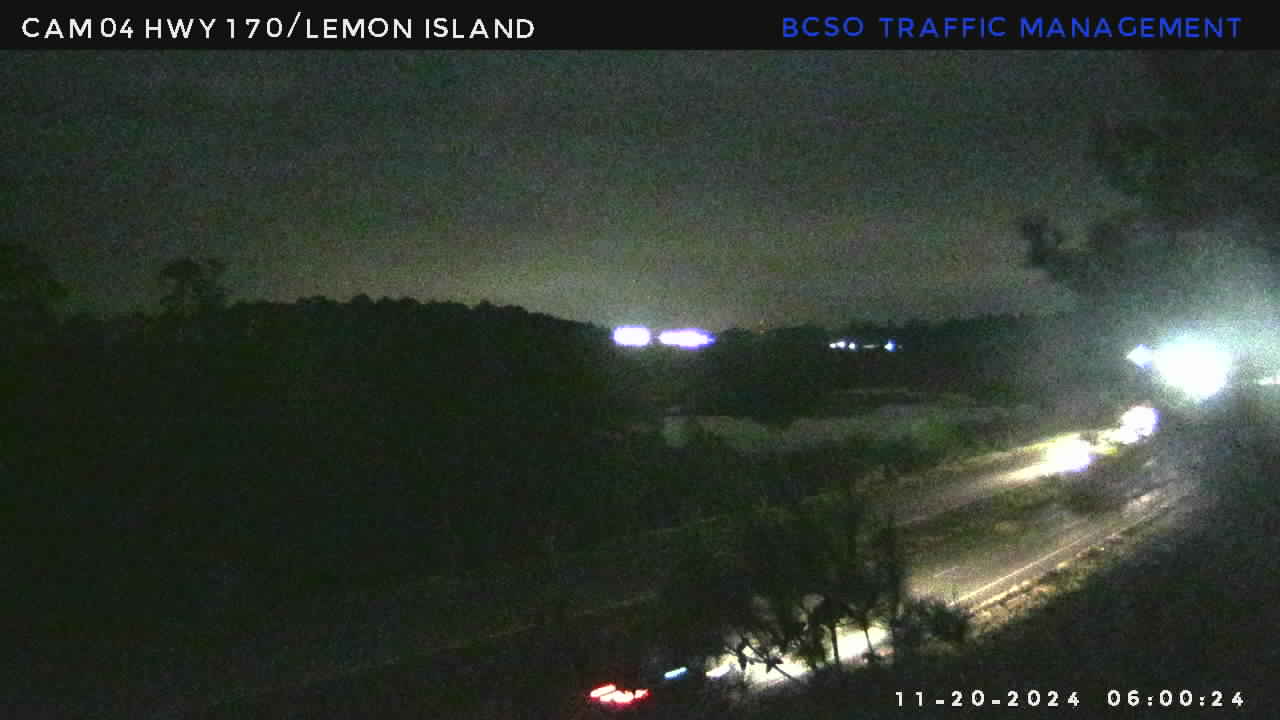 CAM04 HWY 170/LEMON ISLAND
BCSO TRAFFIC MANAGEMENT
11-20-2024 06:00:24